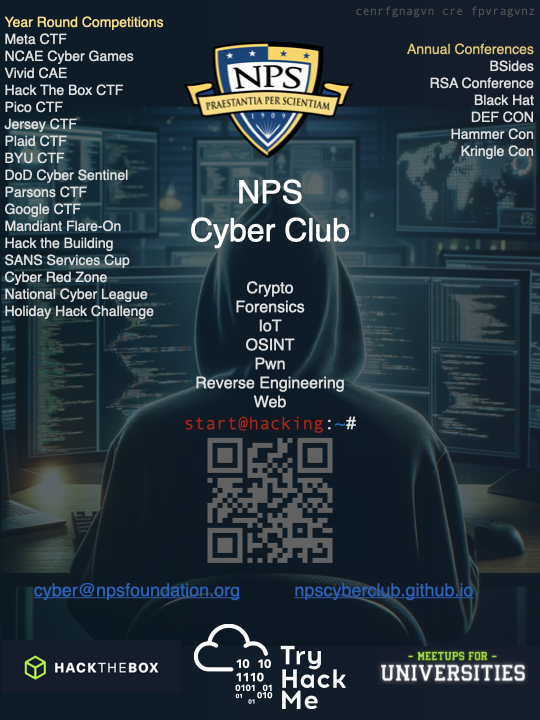 cenrfgnagvn cre fpvragvnz
Year Round Competitions
Meta CTF
NCAE Cyber Games
Vivid CAE
Hack The Box CTF
Pico CTF
Jersey CTF
Plaid CTF
BYU CTF
DoD Cyber Sentinel
Parsons CTF
Google CTF
Mandiant Flare-On
Hack the Building
SANS Services Cup
Cyber Red Zone
National Cyber League
Holiday Hack Challenge
NPS
PRAESTANTIA PER SCIENTIAM
1909
Annual Conferences
BSides
RSA Conference
Black Hat
DEF CON
Hammer Con
Kringle Con
NPS
Cyber Club
Crypto
Forensics
IoT
OSINT
Pwn
Reverse Engineering
Web
start@hacking:~#
cyber@npsfoundation.org
npscyberclub.github.io
HACKTHEBOX
10 10
1110
0101 01
01 010
01
Try
Hack
Me
- MEETUPS FOR -
UNIVERSITIES